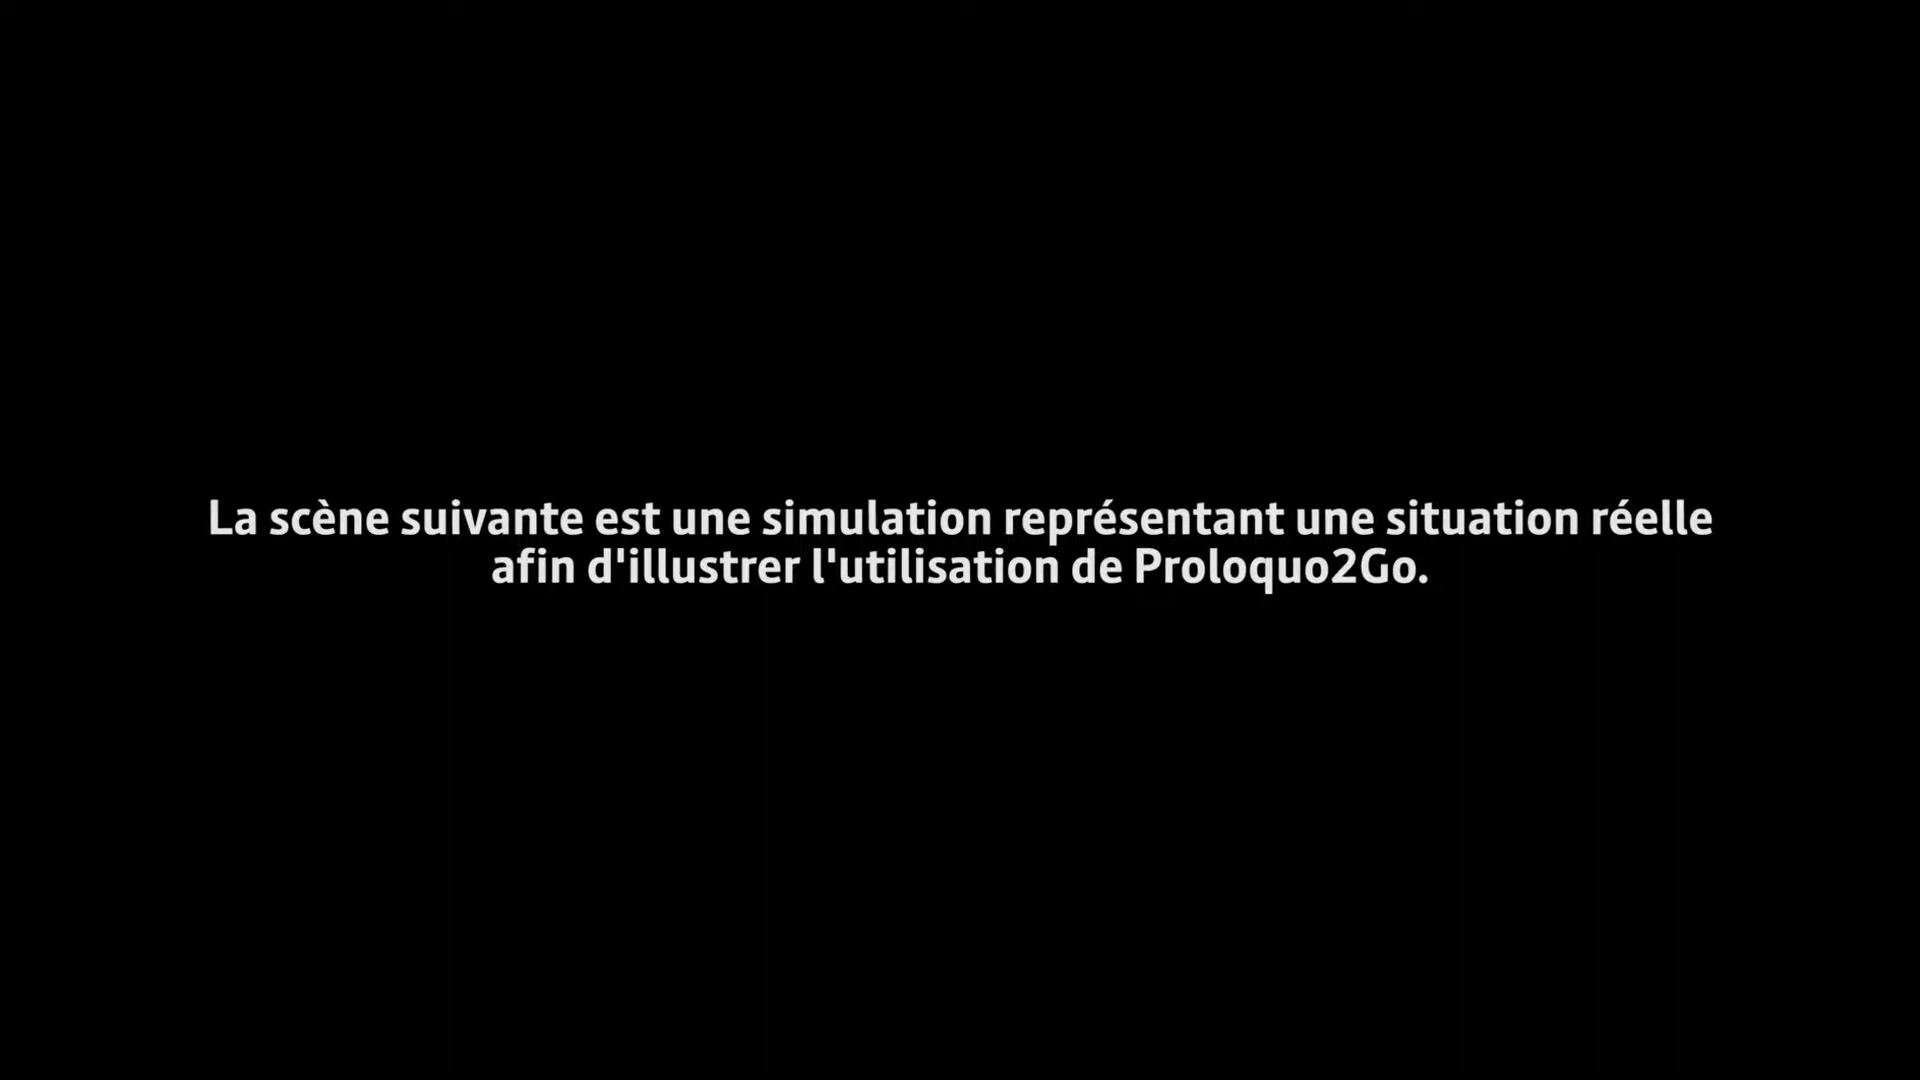 La scène suivante est une simulation représentant une situation réelle
afin d'illustrer l'utilisation de Proloquo2Go.